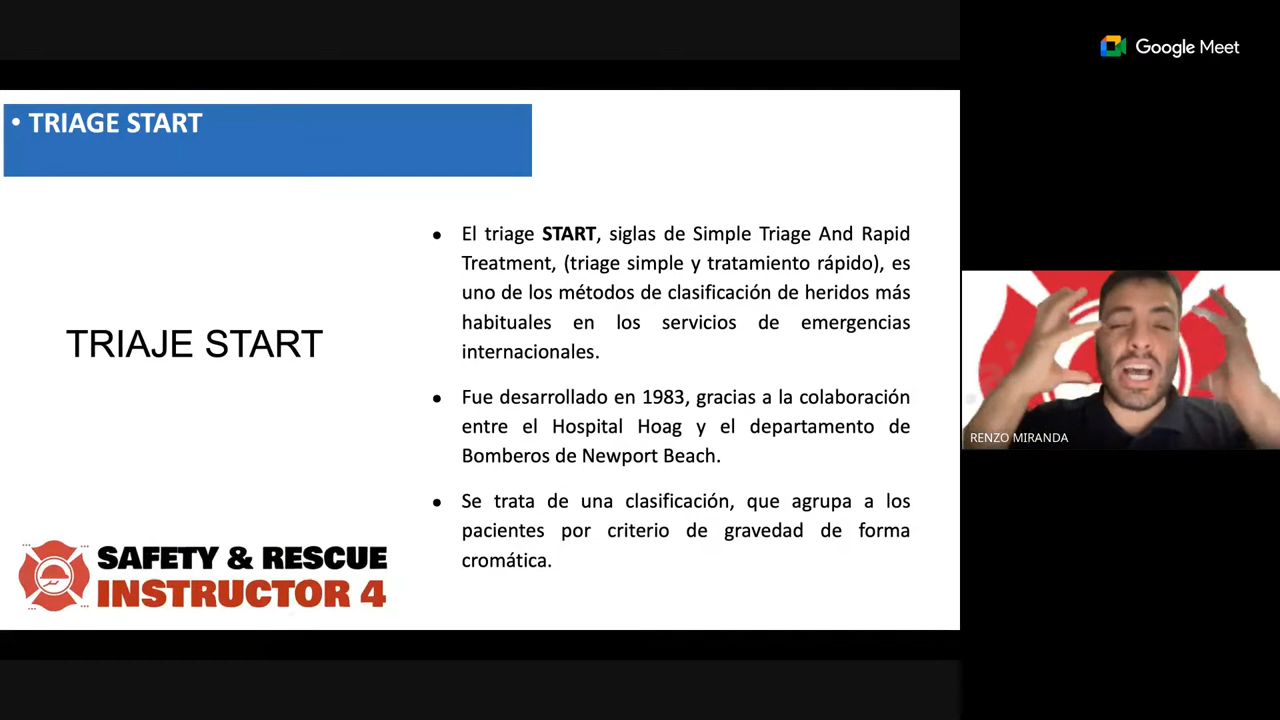 Google Meet
• TRIAGE START
TRIAJE START
● El triage START, siglas de Simple Triage And Rapid
Treatment, (triage simple y tratamiento rápido), es
uno de los métodos de clasificación de heridos más
habituales en los servicios de emergencias
internacionales.
● Fue desarrollado en 1983, gracias a la colaboración
entre el Hospital Hoag y el departamento de
Bomberos de Newport Beach.
● Se trata de una clasificación, que agrupa a los
pacientes por criterio de gravedad de forma
cromática.
SAFETY & RESCUE
INSTRUCTOR 4
RENZO MIRANDA